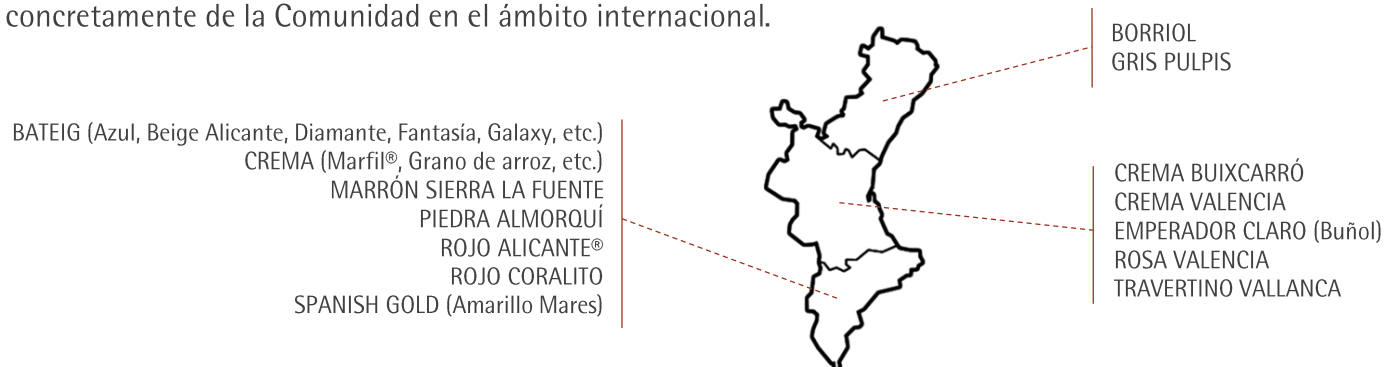 concretamente de la Comunidad en el ámbito internacional.
BORRIOL
GRIS PULPIS
BATEIG (Azul, Beige Alicante, Diamante, Fantasía, Galaxy, etc.)
CREMA (Marfil®, Grano de arroz, etc.)
MARRÓN SIERRA LA FUENTE
PIEDRA ALMORQUÍ
ROJO ALICANTE®
ROJO CORALITO
SPANISH GOLD (Amarillo Mares)
CREMA BUIXCARRÓ
CREMA VALENCIA
EMPERADOR CLARO (Buñol)
ROSA VALENCIA
TRAVERTINO VALLANCA